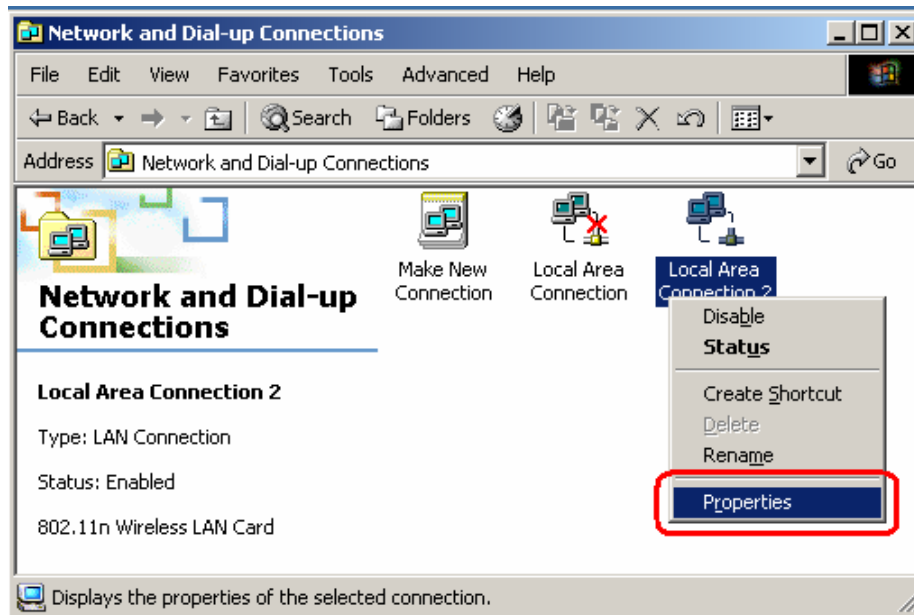 Network and Dial-up Connections
File Edit View Favorites Tools Advanced Help
Back Search Folders
Address Network and Dial-up Connections Go
Make New Connection
Local Area Connection
Local Area Connection 2
Network and Dial-up
Connections
Local Area Connection 2
Type: LAN Connection
Status: Enabled
802.11n Wireless LAN Card
Disable
Status
Create Shortcut
Delete
Rename
Properties
Displays the properties of the selected connection.